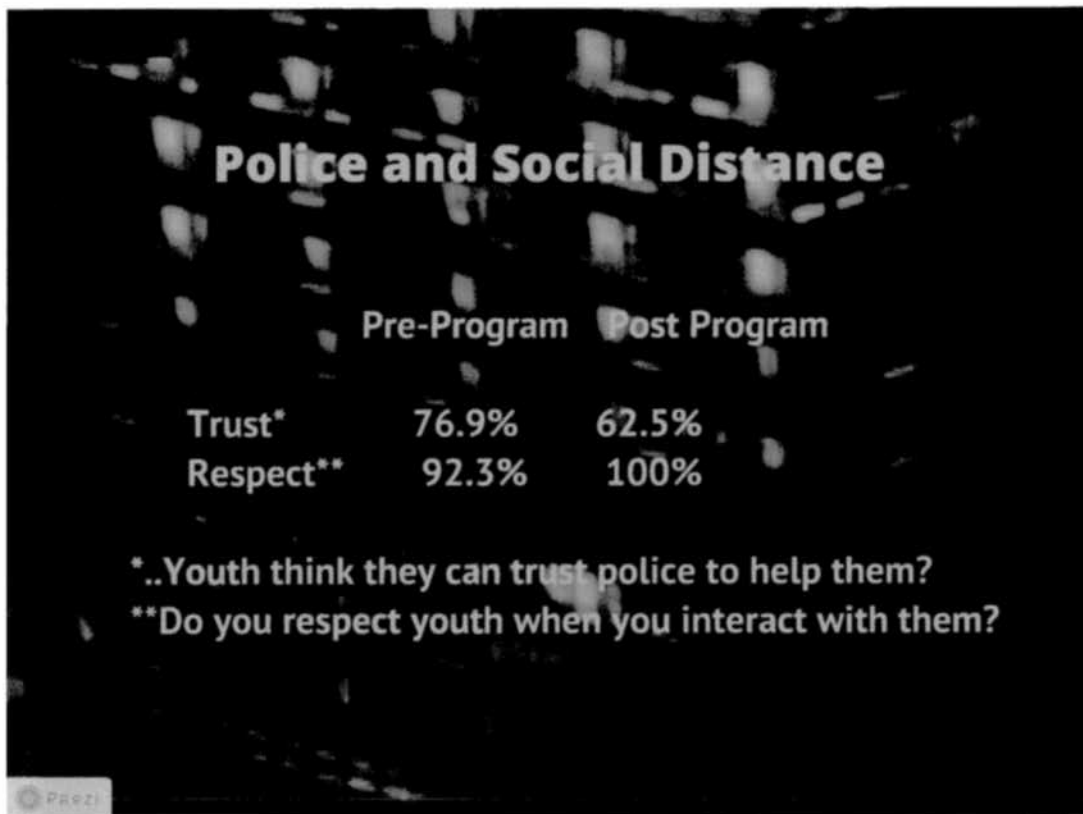 Police and Social Distance
Pre-Program Post Program
Trust* 76.9% 62.5%
Respect** 92.3% 100%
*..Youth think they can trust police to help them?
**Do you respect youth when you interact with them?
Prezi